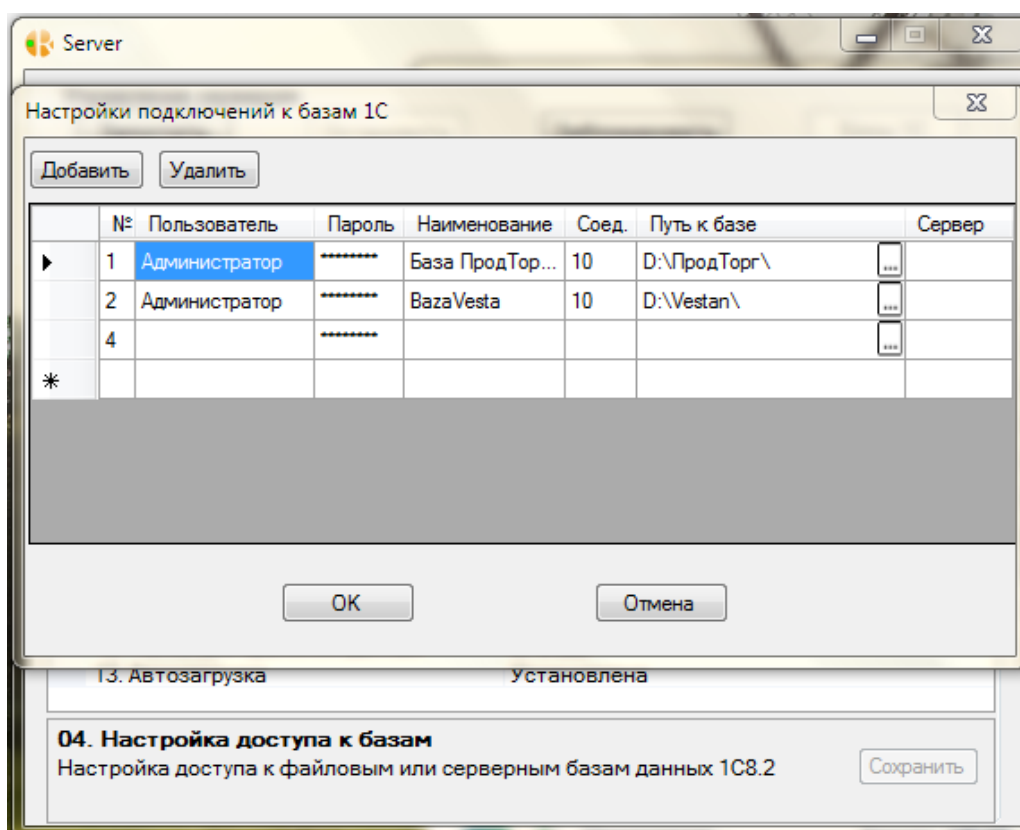 Server
Настройки подключений к базам 1С
Добавить Удалить
№ Пользователь Пароль Наименование Соед. Путь к базе Сервер
1 Администратор ******** База ПродТор... 10 D:\ПродТорг\ ...
2 Администратор ******** BazaVesta 10 D:\Vestan\ ...
4 ******** ...
OK Отмена
13. Автозагрузка Установлена
04. Настройка доступа к базам
Настройка доступа к файловым или серверным базам данных 1С8.2 Сохранить